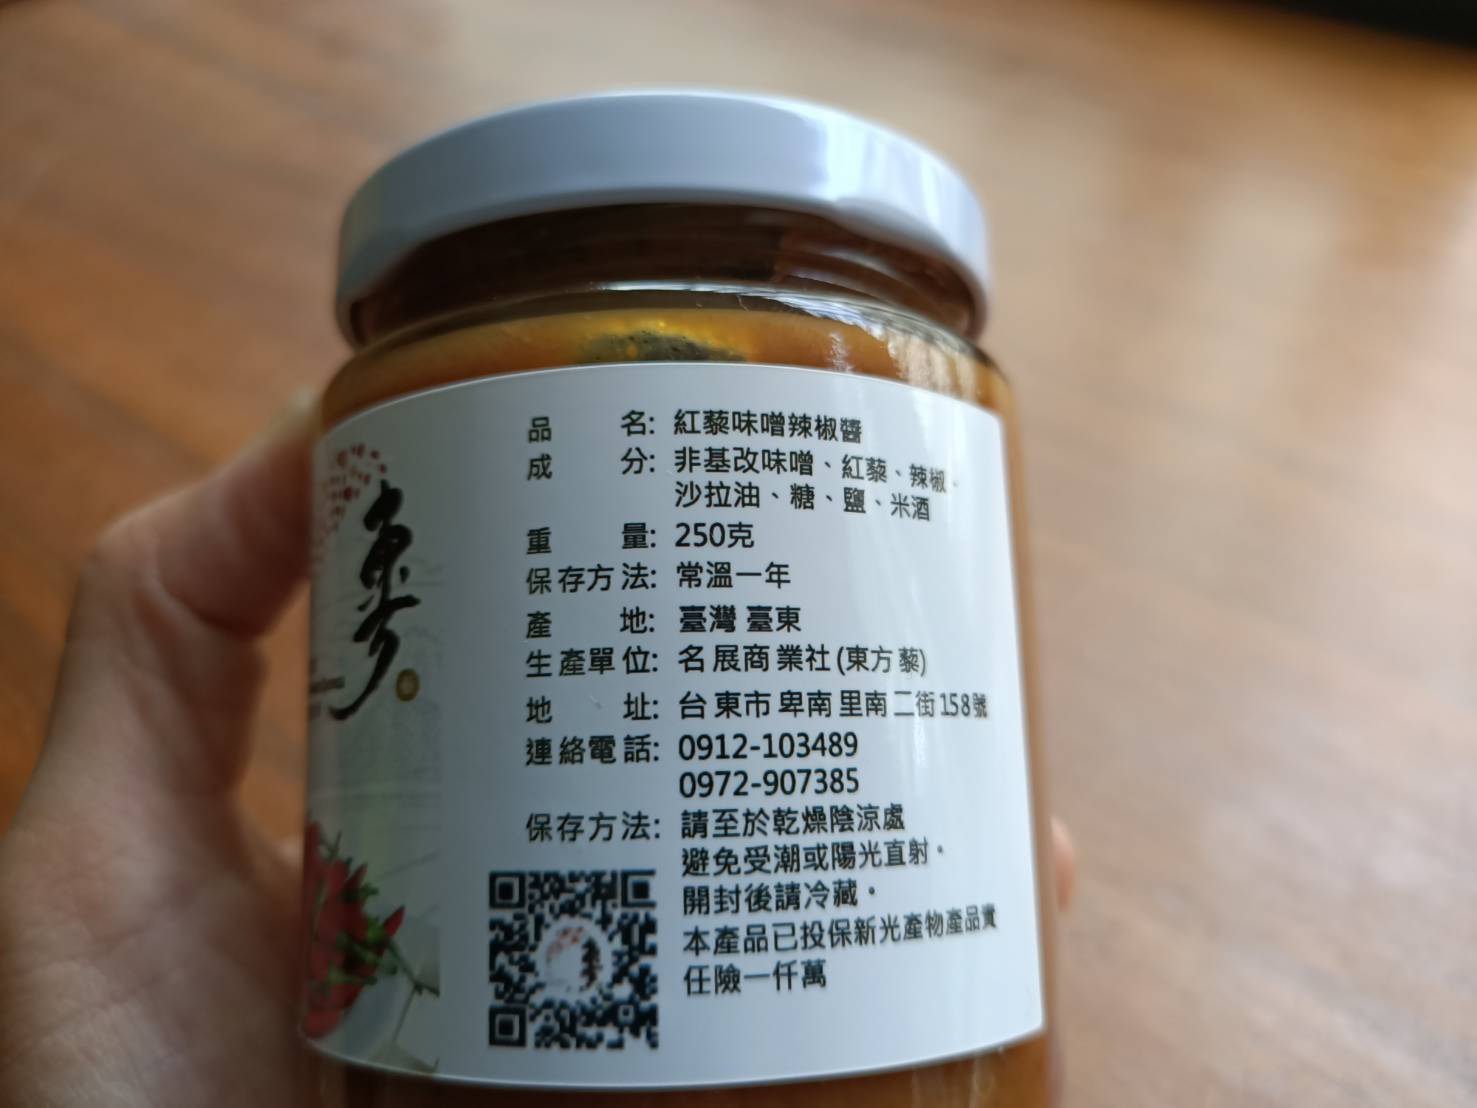 品 名: 紅藜味噌辣椒醬
成 分: 非基改味噌、紅藜、辣椒、
沙拉油、糖、鹽、米酒
重 量: 250克
保存方法: 常溫一年
產 地: 臺灣 臺東
生產單位: 名展商業社(東方藜)
地 址: 台東市卑南里南二街158號
連絡電話: 0912-103489
0972-907385
保存方法: 請至於乾燥陰涼處
避免受潮或陽光直射。
開封後請冷藏。
本產品已投保新光產物產品責
任險一仟萬